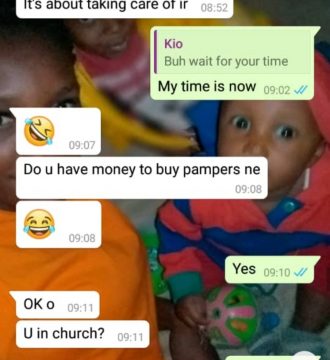 It's about taking care of ir 08:52
Kio
Buh wait for your time
My time is now 09:02
09:07
Do u have money to buy pampers ne
09:08
09:08
Yes 09:10
OK o 09:11
U in church? 09:11